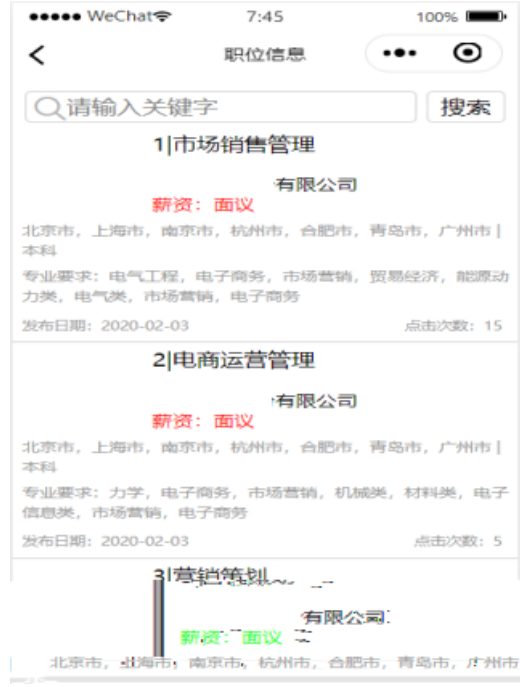 WeChat 7:45 100%
职位信息
请输入关键字 搜索
1|市场销售管理
有限公司
薪资：面议
北京市，上海市，南京市，杭州市，合肥市，青岛市，广州市|
本科
专业要求：电气工程，电子商务，市场营销，贸易经济，能源动
力类，电气类，市场营销，电子商务
发布日期：2020-02-03 点击次数：15
2|电商运营管理
有限公司
薪资：面议
北京市，上海市，南京市，杭州市，合肥市，青岛市，广州市|
本科
专业要求：力学，电子商务，市场营销，机械类，材料类，电子
信息类，市场营销，电子商务
发布日期：2020-02-03 点击次数：5
3|营销策划
有限公司
薪资：面议
北京市，上海市，南京市，杭州市，合肥市，青岛市，广州市